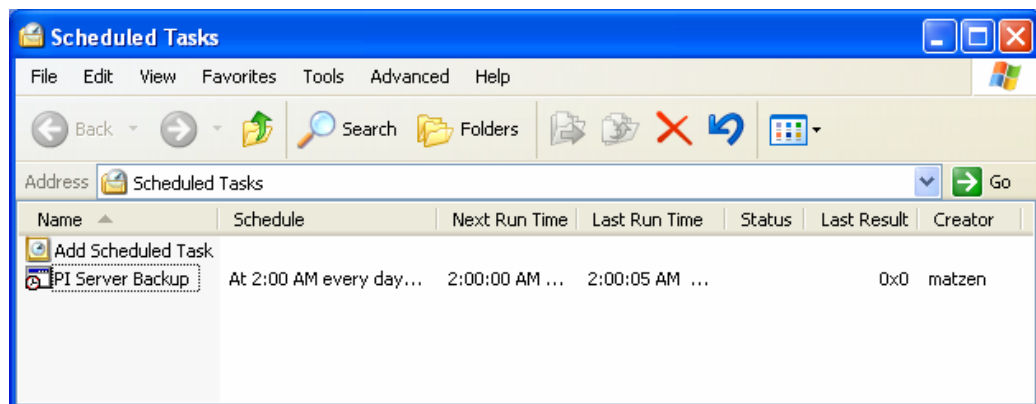 Scheduled Tasks
File Edit View Favorites Tools Advanced Help
Back Search Folders
Address Scheduled Tasks Go
Name Schedule Next Run Time Last Run Time Status Last Result Creator
Add Scheduled Task
PI Server Backup At 2:00 AM every day... 2:00:00 AM ... 2:00:05 AM ... 0x0 matzen